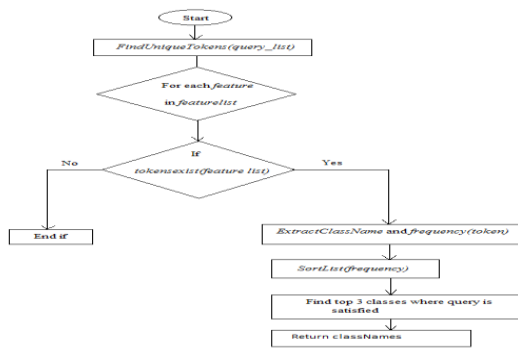 Start
FindUniqueTokens(query_list)
For each feature
in featurelist
If
tokensexist(feature list)
No
Yes
End if
ExtractClassName and frequency(token)
SortList(frequency)
Find top 3 classes where query is
satisfied
Return classNames